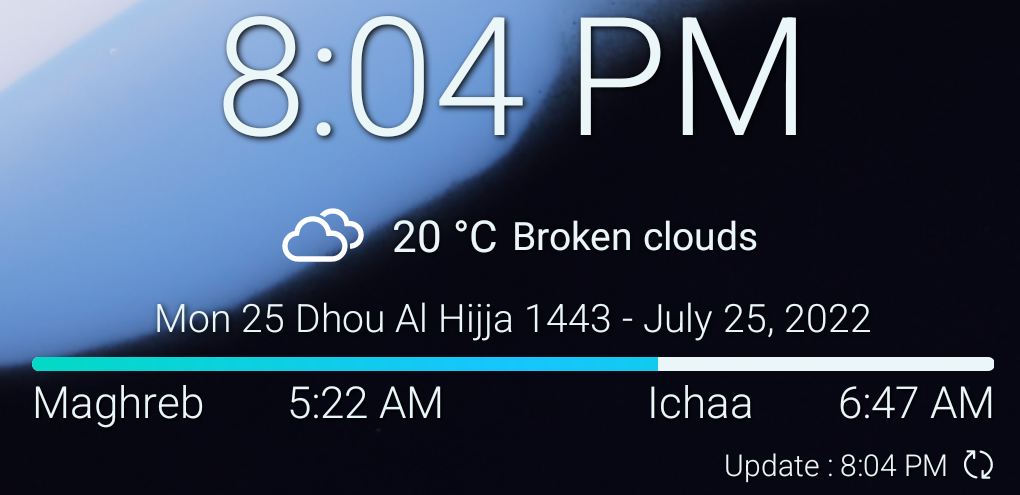 8:04 PM
20 °C Broken clouds
Mon 25 Dhou Al Hijja 1443 - July 25, 2022
Maghreb 5:22 AM Ichaa 6:47 AM
Update : 8:04 PM